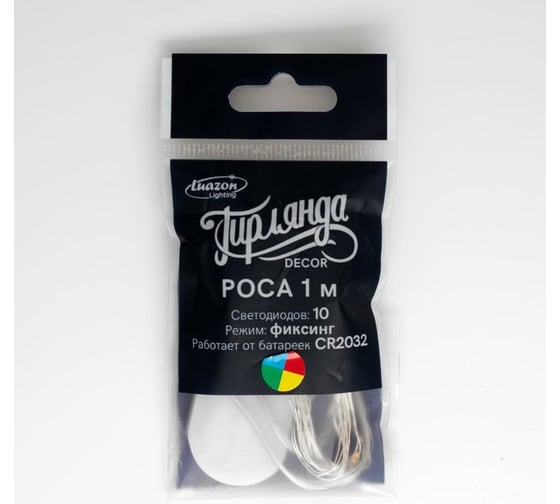 Luazon
Lighting
Гирлянда
DECOR
РОСА 1 м
Светодиодов: 10
Режим: фиксинг
Работает от батареек CR2032